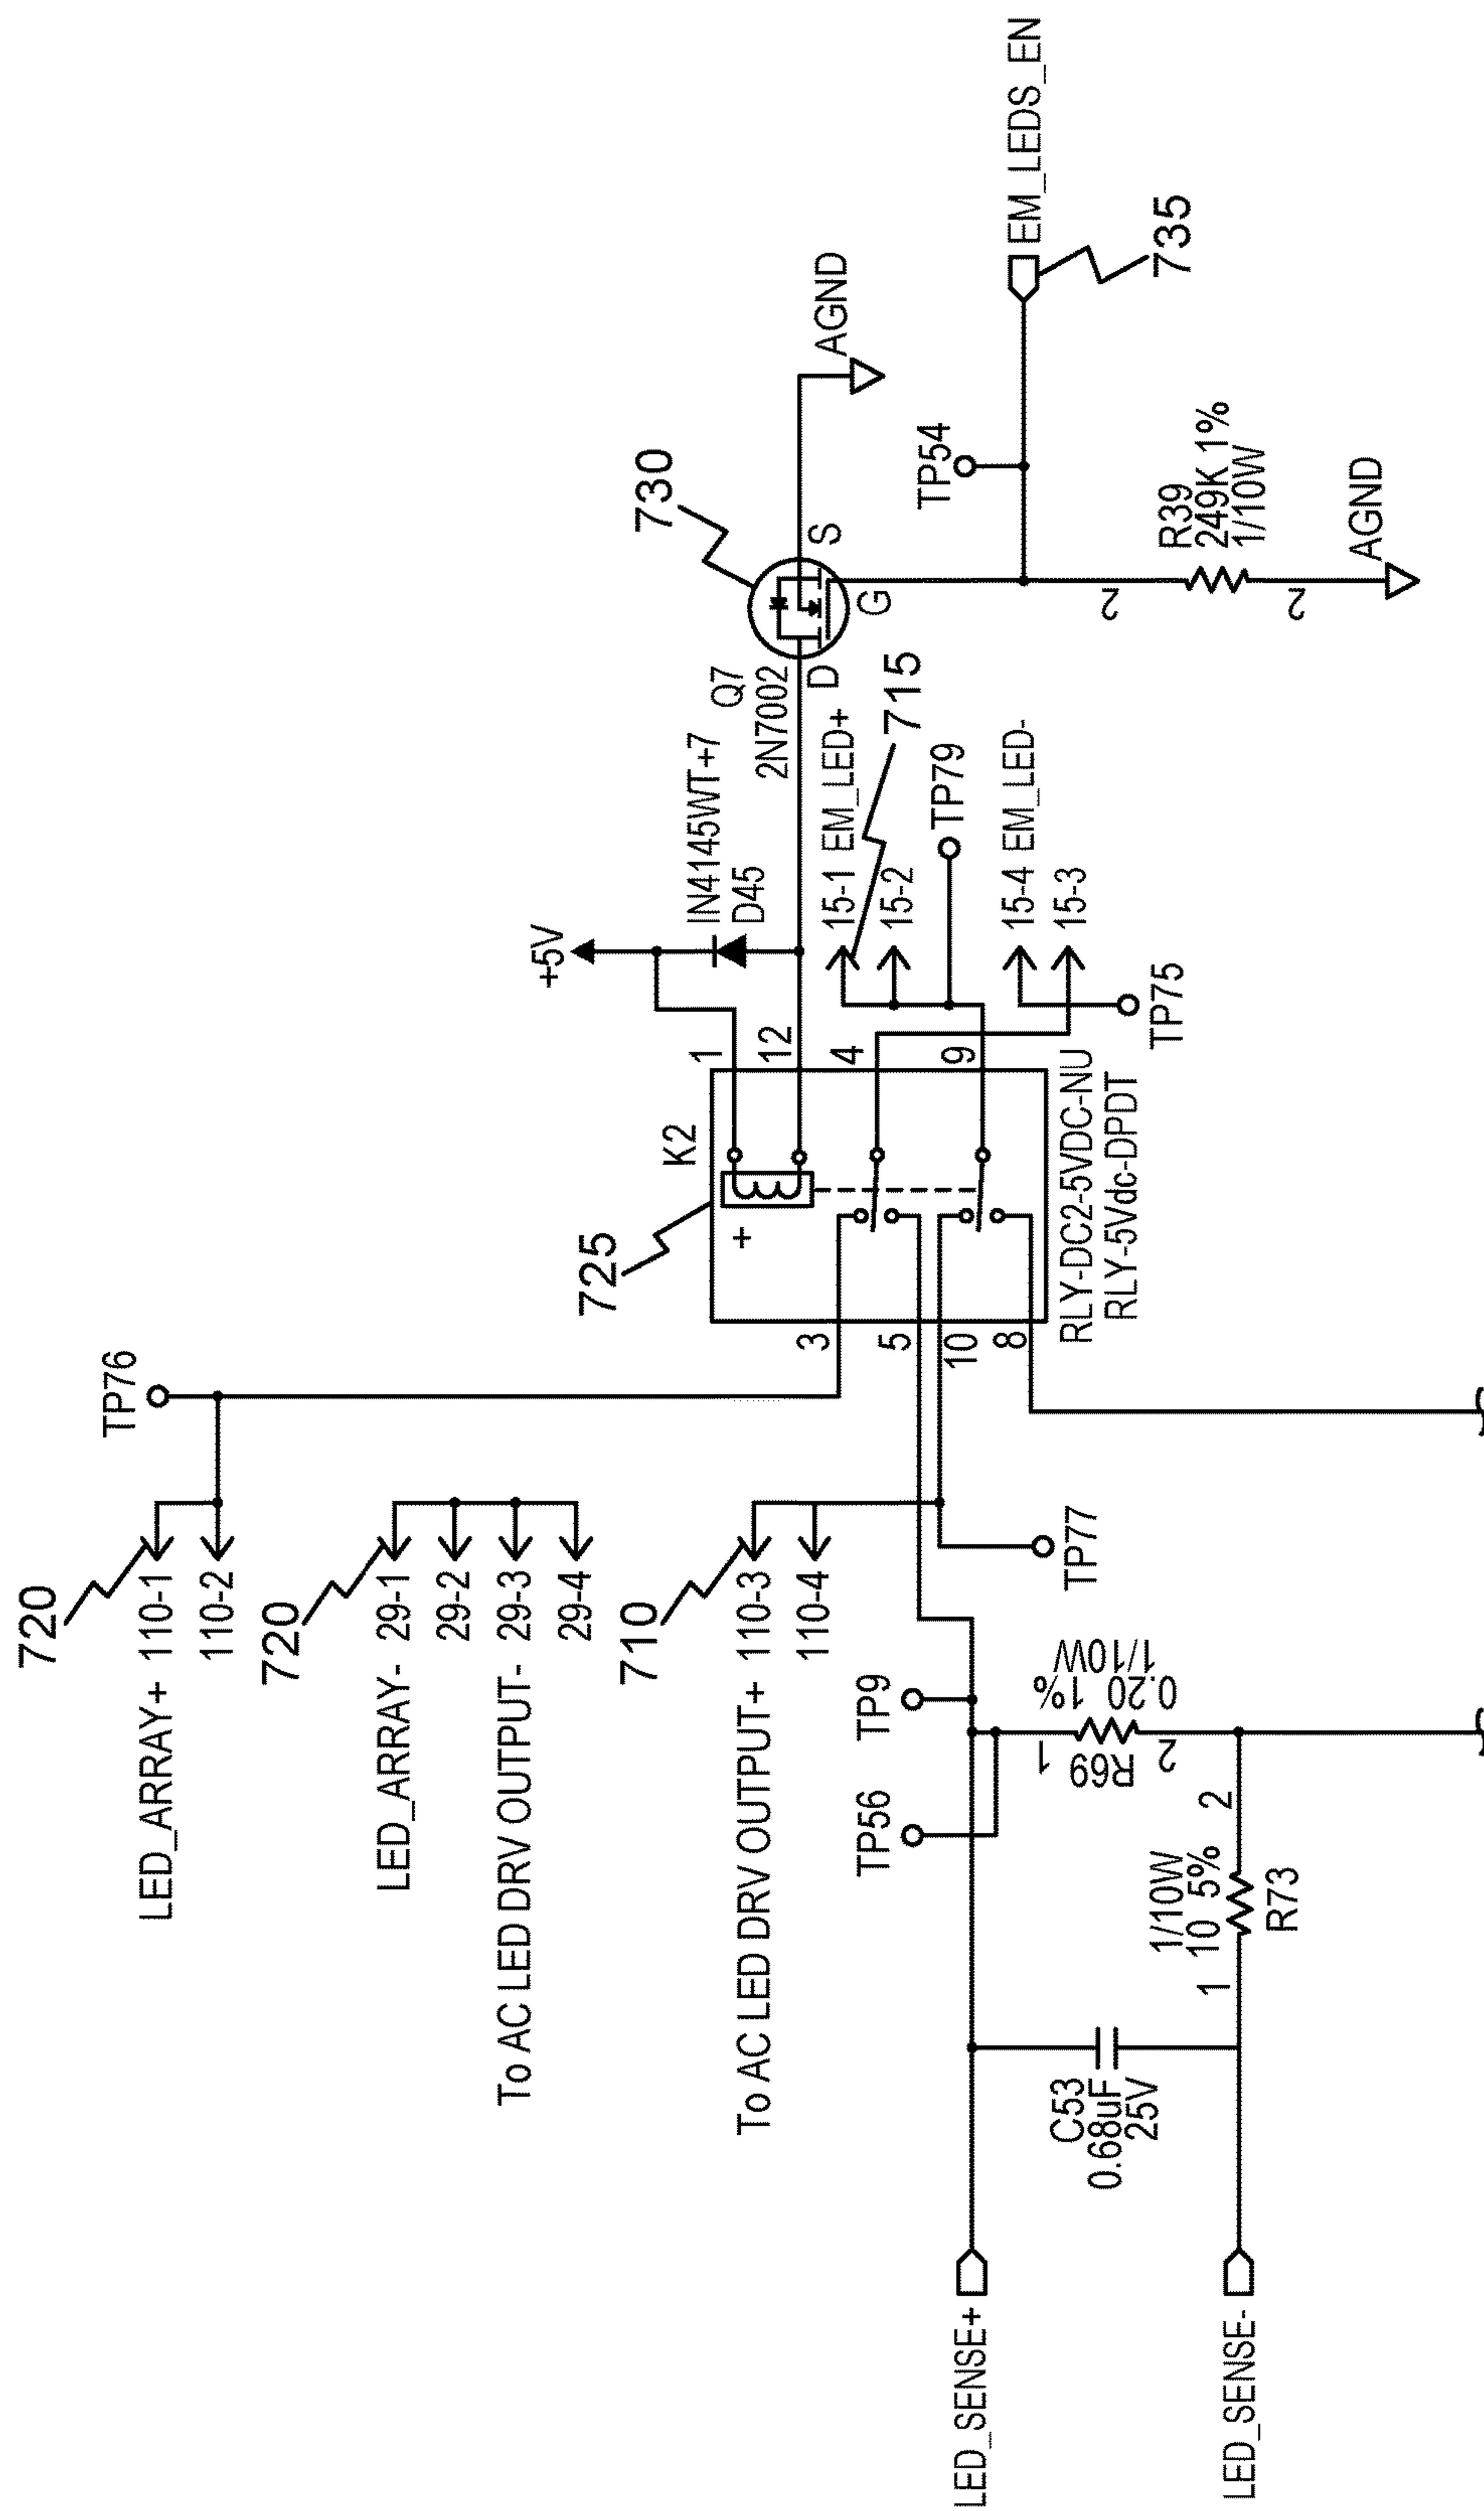 TP76
720
LED_ARRAY+ 110-1
110-2
720
LED_ARRAY- 29-1
29-2
To AC LED DRV OUTPUT- 29-3
29-4
710
To AC LED DRV OUTPUT+ 110-3
110-4
TP77
725
K2
+
1
12
4
9
3
5
10
8
RLY-DC2-5VDC-NU
RLY-5Vdc-DPDT
+5V
IN4145WT+7
D45
Q7
2N7002
D
G
S
730
AGND
15-1 EM_LED+
15-2
715
TP79
15-4 EM_LED-
15-3
TP75
TP54
EM_LEDS_EN
735
2
R39
249K 1%
1/10W
2
AGND
TP9
TP56
1
R69
0.20 1%
1/10W
2
1/10W
10 5%
1
2
R73
C53
0.68uF
25V
LED_SENSE+
LED_SENSE-